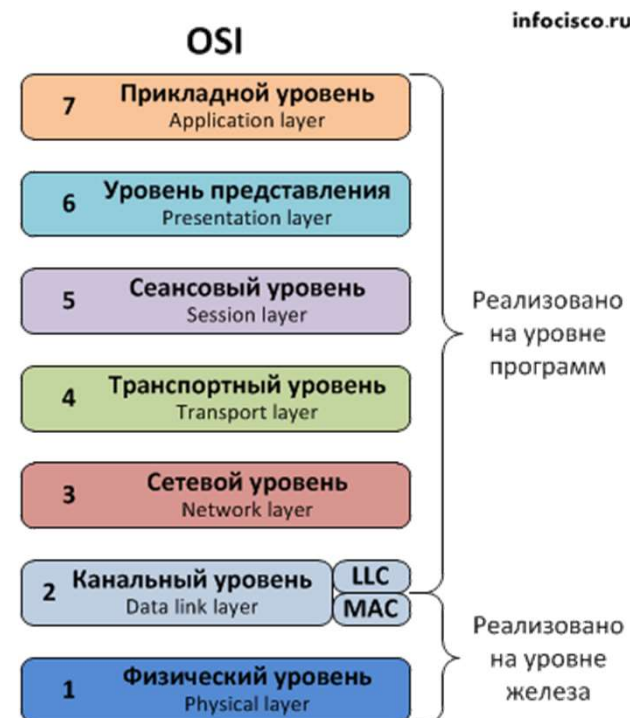 infocisco.ru
OSI
7
Прикладной уровень
Application layer
6
Уровень представления
Presentation layer
5
Сеансовый уровень
Session layer
Реализовано
на уровне
программ
4
Транспортный уровень
Transport layer
3
Сетевой уровень
Network layer
2
Канальный уровень
Data link layer
LLC
MAC
Реализовано
на уровне
железа
1
Физический уровень
Physical layer